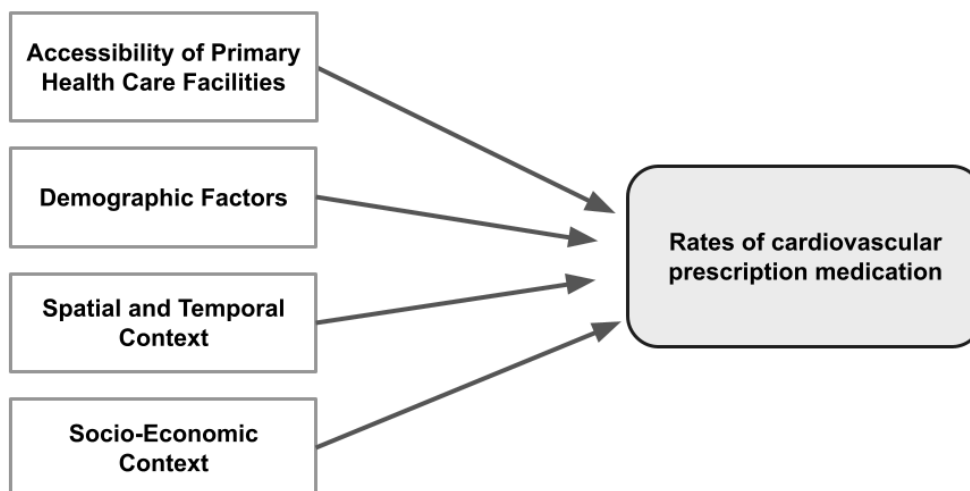 Accessibility of Primary
Health Care Facilities
Demographic Factors
Spatial and Temporal
Context
Socio-Economic
Context
Rates of cardiovascular
prescription medication